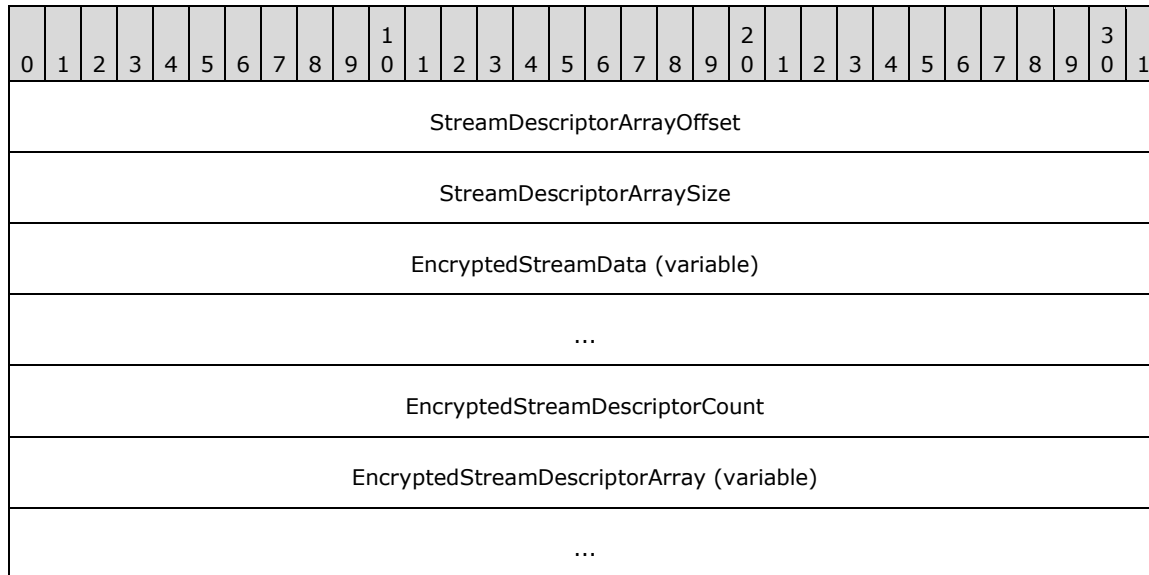 1 2 3
0 1 2 3 4 5 6 7 8 9 0 1 2 3 4 5 6 7 8 9 0 1 2 3 4 5 6 7 8 9 0 1
StreamDescriptorArrayOffset
StreamDescriptorArraySize
EncryptedStreamData (variable)
...
EncryptedStreamDescriptorCount
EncryptedStreamDescriptorArray (variable)
...